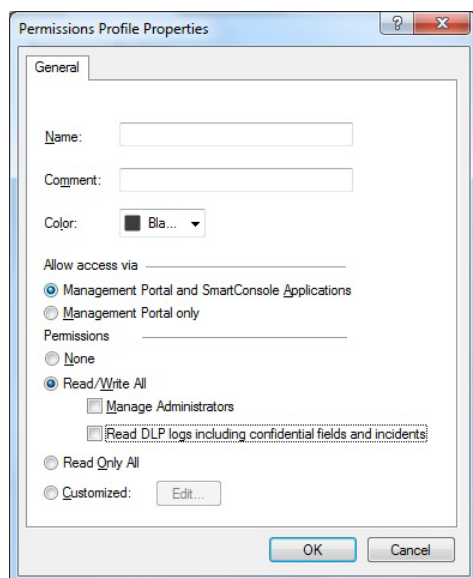 Permissions Profile Properties
General
Name:
Comment:
Color: Bla...
Allow access via
Management Portal and SmartConsole Applications
Management Portal only
Permissions
None
Read/Write All
Manage Administrators
Read DLP logs including confidential fields and incidents
Read Only All
Customized: Edit...
OK Cancel